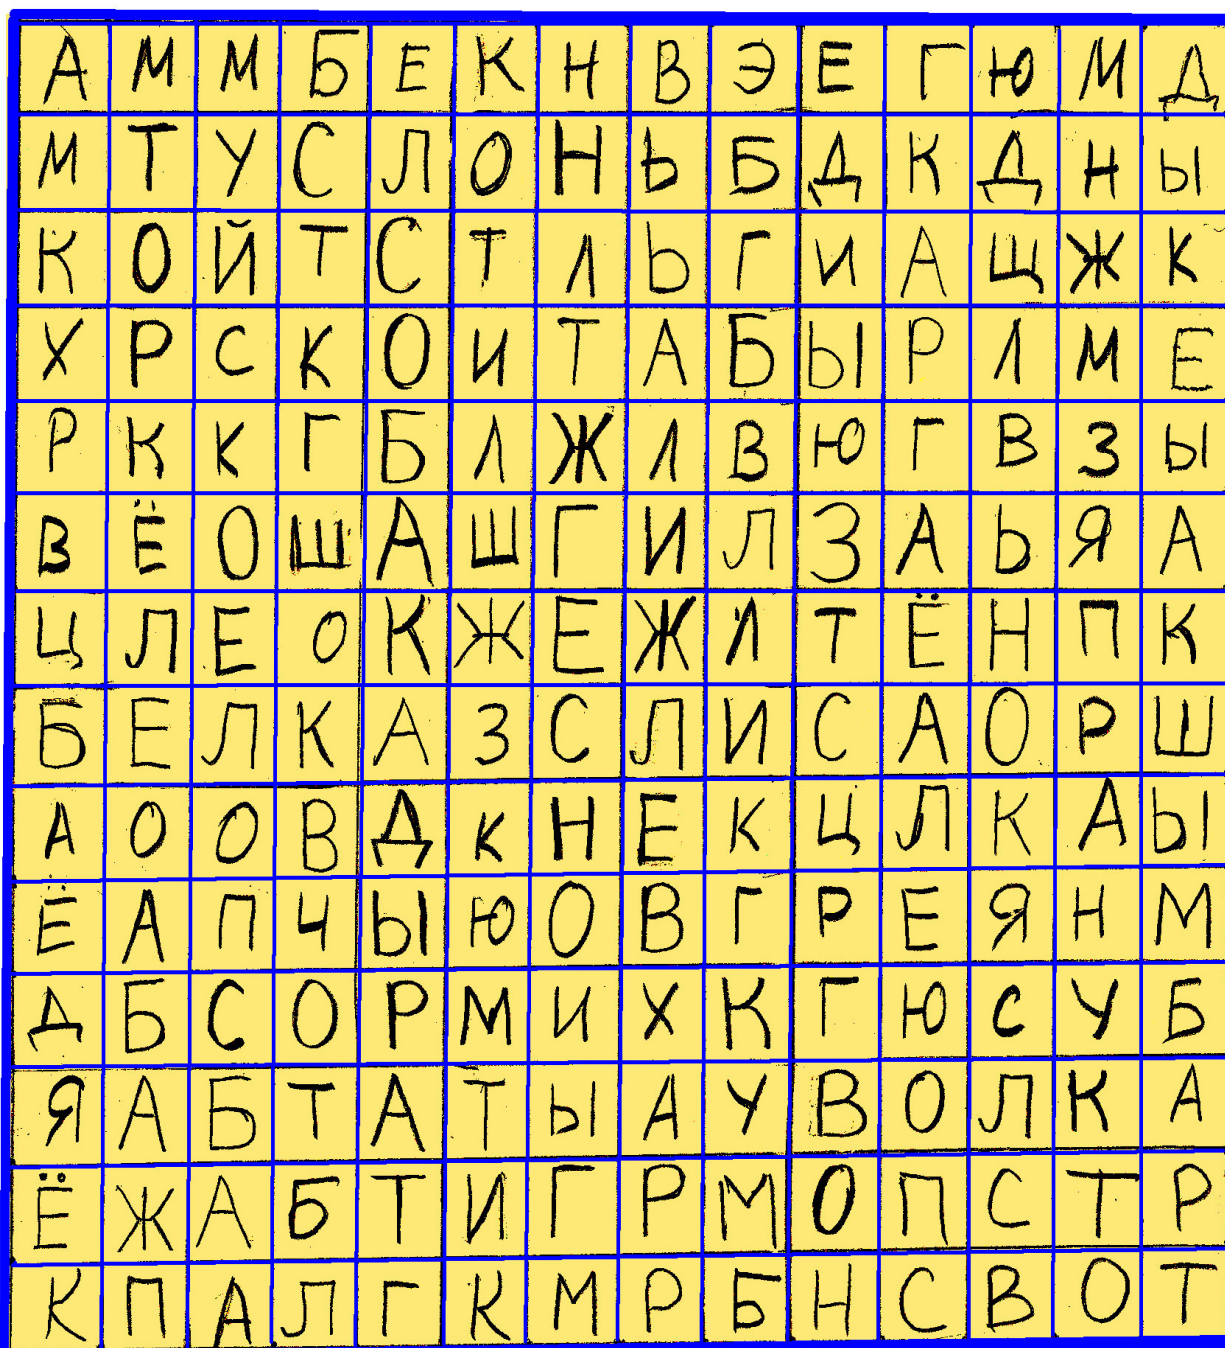 А М М Б Е К Н В Э Е Г Ю М Д
М Т У С Л О Н Ь Б Д К Д Н Ы
К О Й Т С Т Л Ь Г И А Щ Ж К
Х Р С К О И Т А Б Ы Р Л М Е
Р К К Г Б Л Ж Л В Ю Г В З Ы
В Ё О Ш А Ш Г И Л З А Ь Я А
Ц Л Е О К Ж Е Ж Л Т Ё Н П К
Б Е Л К А З С Л И С А О Р Ш
А О О В Д К Н Е К Ц Л К А Ы
Ё А П Ч Ы Ю О В Г Р Е Я Н М
Д Б С О Р М И Х К Г Ю С У Б
Я А Б Т А Т Ы А У В О Л К А
Ё Ж А Б Т И Г Р М О П С Т Р
К П А Л Г К М Р Б Н С В О Т